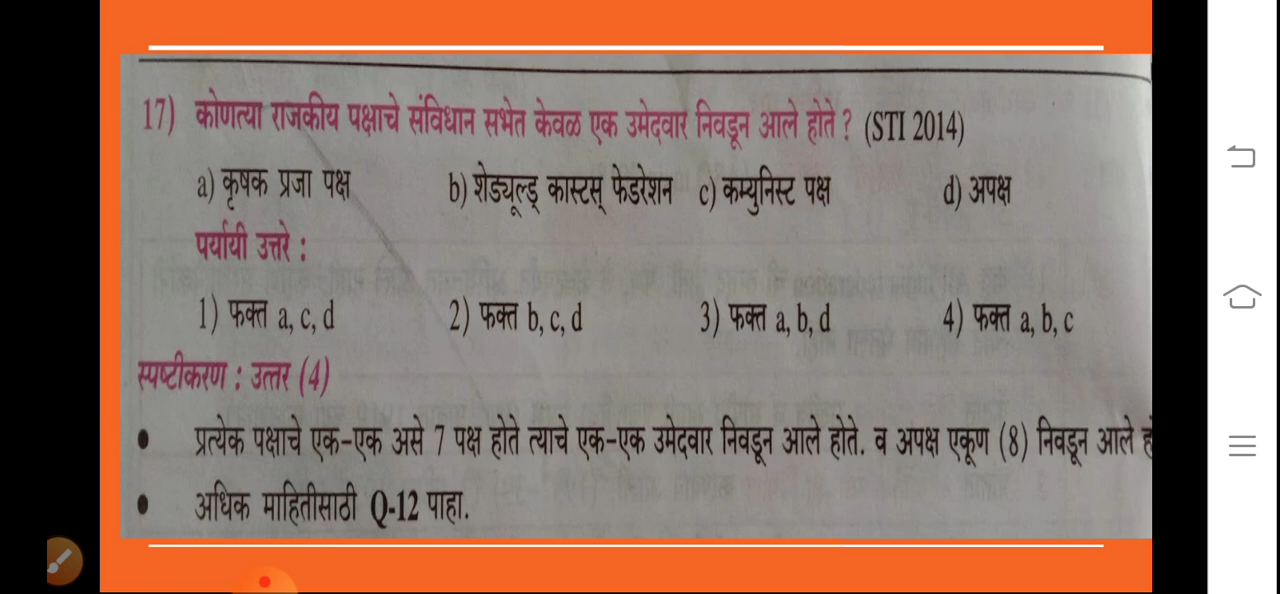 17) कोणत्या राजकीय पक्षाचे संविधान सभेत केवळ एक उमेदवार निवडून आले होते ? (STI 2014)
a) कृषक प्रजा पक्ष b) शेड्यूल्ड् कास्टस् फेडरेशन c) कम्युनिस्ट पक्ष d) अपक्ष
पर्यायी उत्तरे :
1) फक्त a, c, d 2) फक्त b, c, d 3) फक्त a, b, d 4) फक्त a, b, c
स्पष्टीकरण : उत्तर (4)
● प्रत्येक पक्षाचे एक-एक असे 7 पक्ष होते त्याचे एक-एक उमेदवार निवडून आले होते. व अपक्ष एकूण (8) निवडून आले
● अधिक माहितीसाठी Q-12 पाहा.